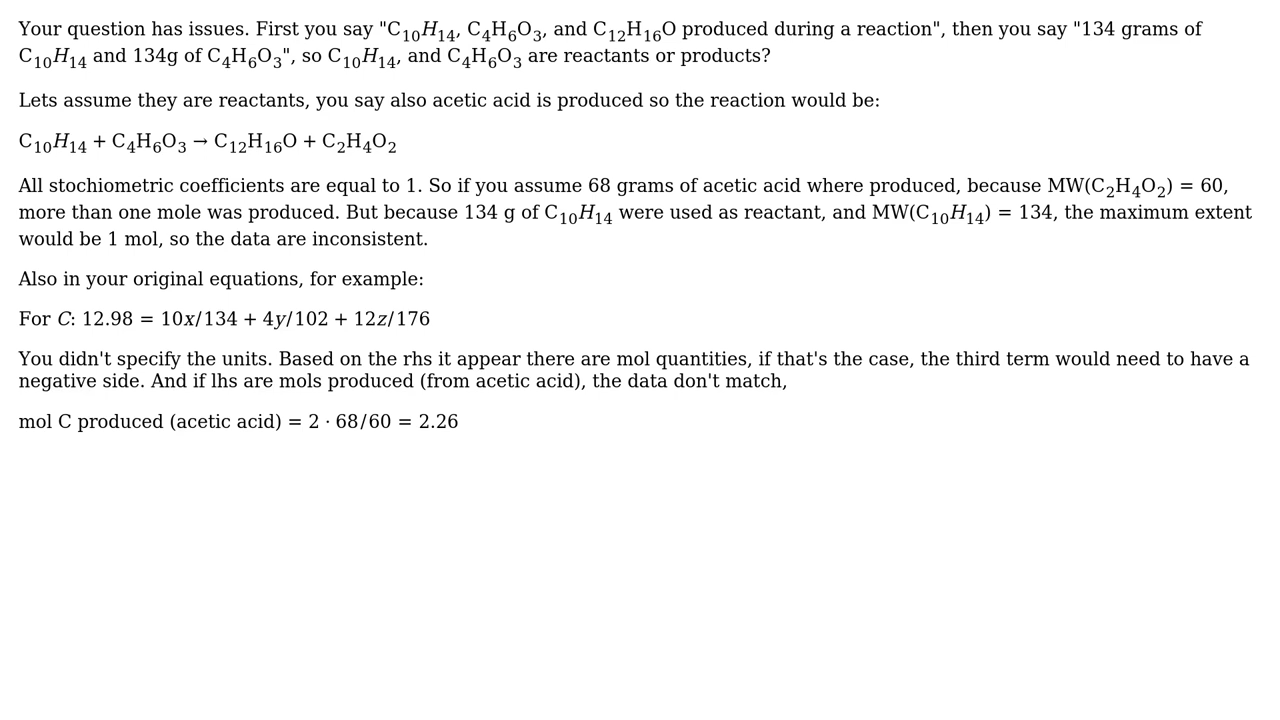 Your question has issues. First you say "C₁₀H₁₄, C₄H₆O₃, and C₁₂H₁₆O produced during a reaction", then you say "134 grams of
C₁₀H₁₄ and 134g of C₄H₆O₃", so C₁₀H₁₄, and C₄H₆O₃ are reactants or products?
Lets assume they are reactants, you say also acetic acid is produced so the reaction would be:
C₁₀H₁₄ + C₄H₆O₃ → C₁₂H₁₆O + C₂H₄O₂
All stochiometric coefficients are equal to 1. So if you assume 68 grams of acetic acid where produced, because MW(C₂H₄O₂) = 60,
more than one mole was produced. But because 134 g of C₁₀H₁₄ were used as reactant, and MW(C₁₀H₁₄) = 134, the maximum extent
would be 1 mol, so the data are inconsistent.
Also in your original equations, for example:
For C: 12.98 = 10x/134 + 4y/102 + 12z/176
You didn't specify the units. Based on the rhs it appear there are mol quantities, if that's the case, the third term would need to have a
negative side. And if lhs are mols produced (from acetic acid), the data don't match,
mol C produced (acetic acid) = 2 · 68/60 = 2.26